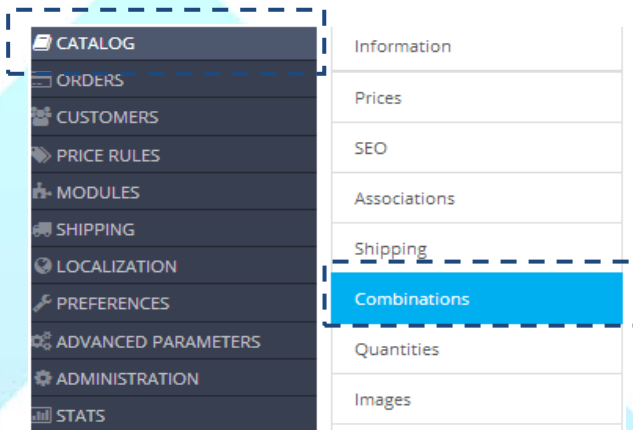 CATALOG
ORDERS
CUSTOMERS
PRICE RULES
MODULES
SHIPPING
LOCALIZATION
PREFERENCES
ADVANCED PARAMETERS
ADMINISTRATION
STATS
Information
Prices
SEO
Associations
Shipping
Combinations
Quantities
Images